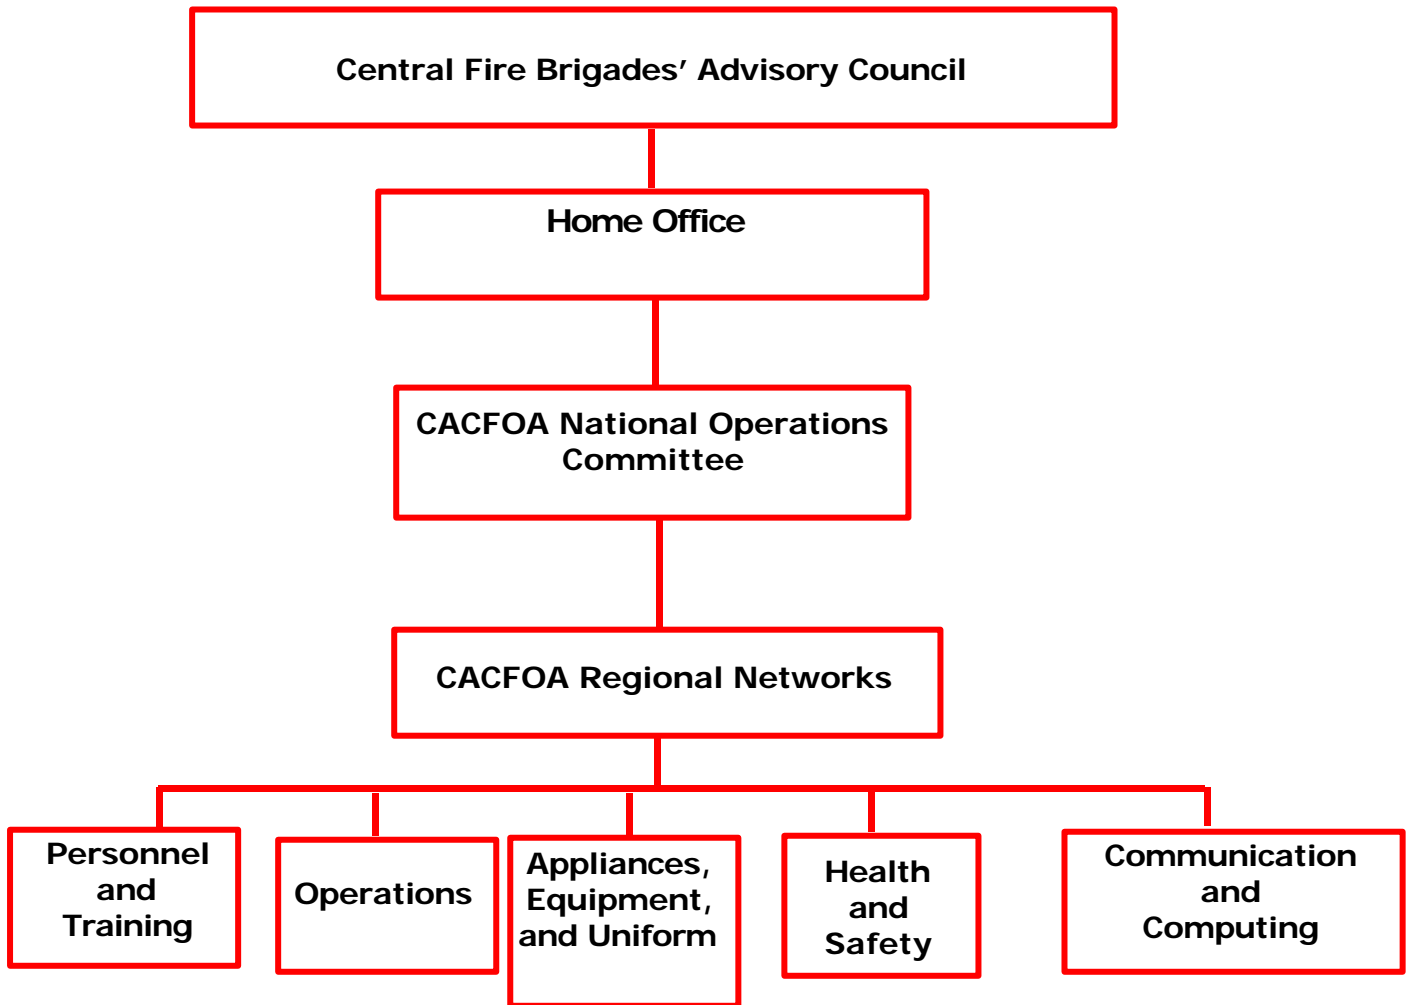 Central Fire Brigades’ Advisory Council
Home Office
CACFOA National Operations
Committee
CACFOA Regional Networks
Personnel
and
Training
Operations
Appliances,
Equipment,
and Uniform
Health
and
Safety
Communication
and
Computing